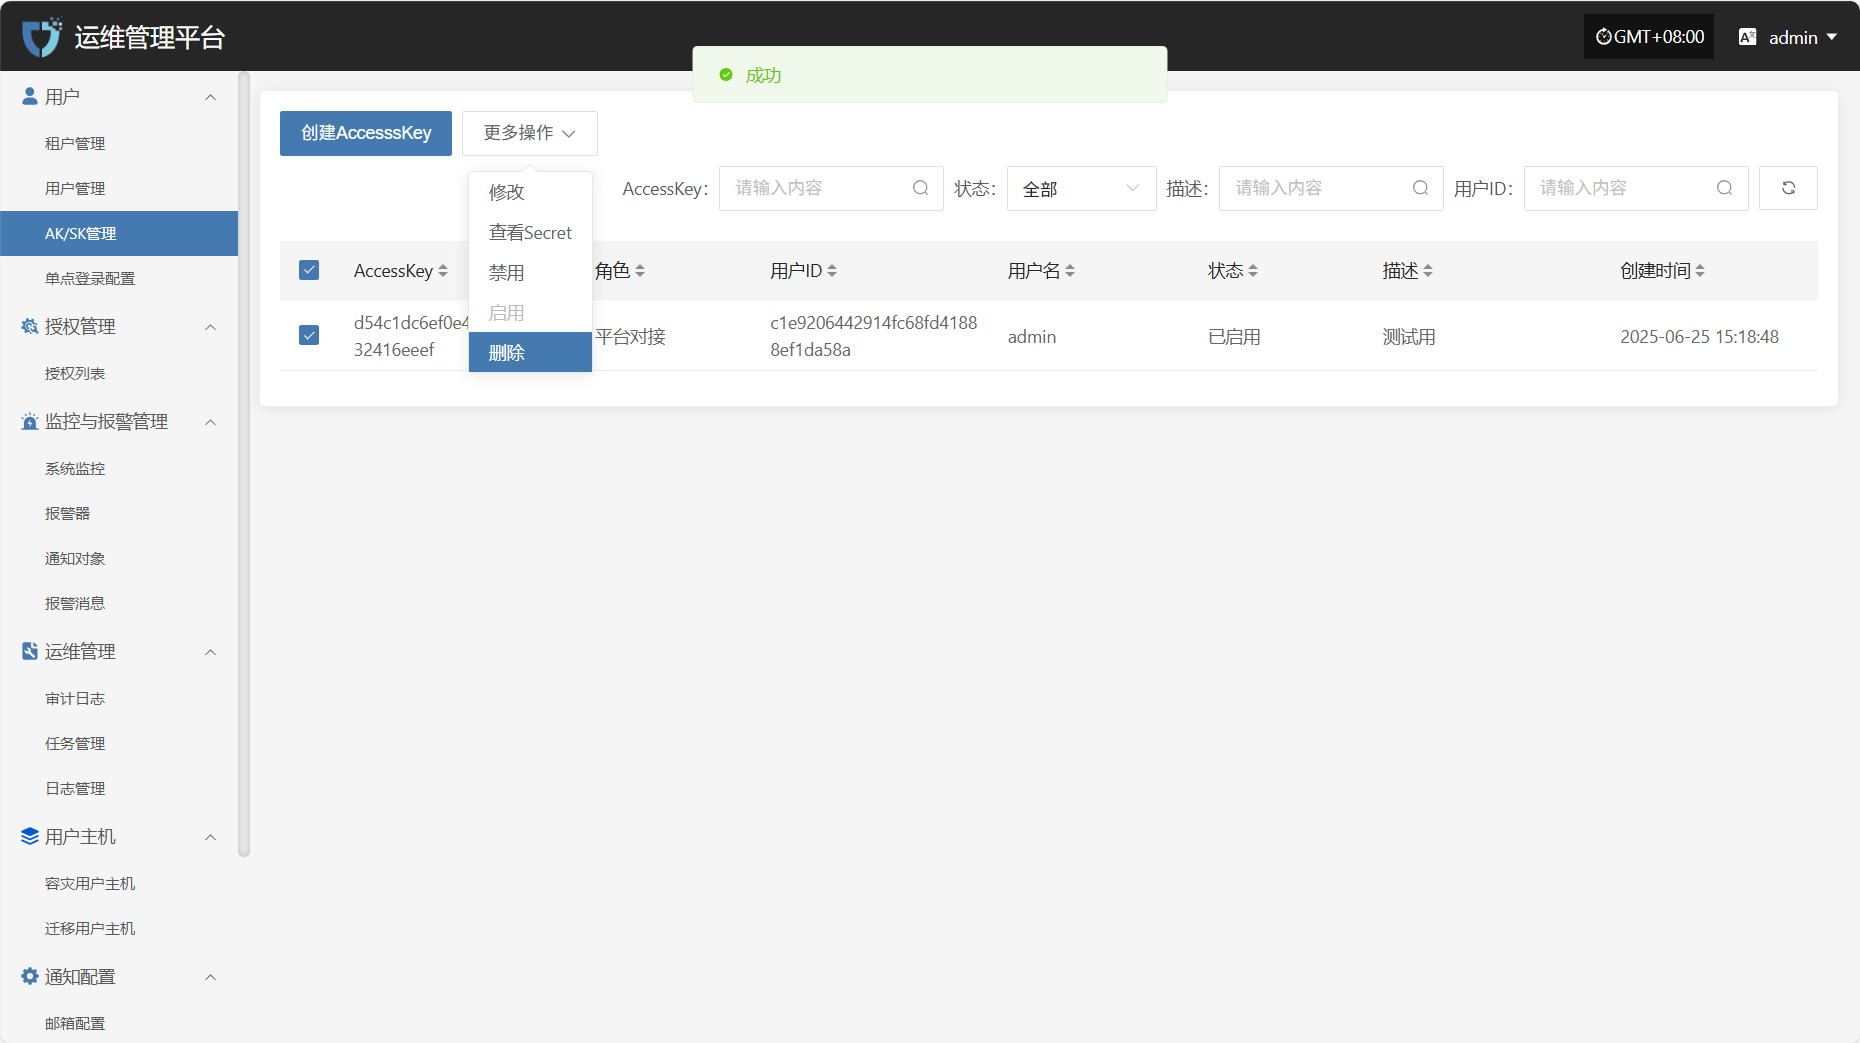 运维管理平台
GMT+08:00
admin
成功
用户
租户管理
用户管理
AK/SK管理
单点登录配置
授权管理
授权列表
监控与报警管理
系统监控
报警器
通知对象
报警消息
运维管理
审计日志
任务管理
日志管理
用户主机
容灾用户主机
迁移用户主机
通知配置
邮箱配置
创建AccesssKey
更多操作
修改
查看Secret
禁用
启用
删除
AccessKey：
请输入内容
状态：
全部
描述：
请输入内容
用户ID：
请输入内容
AccessKey
角色
用户ID
用户名
状态
描述
创建时间
d54c1dc6ef0e4
32416eeef
平台对接
c1e9206442914fc68fd4188
8ef1da58a
admin
已启用
测试用
2025-06-25 15:18:48